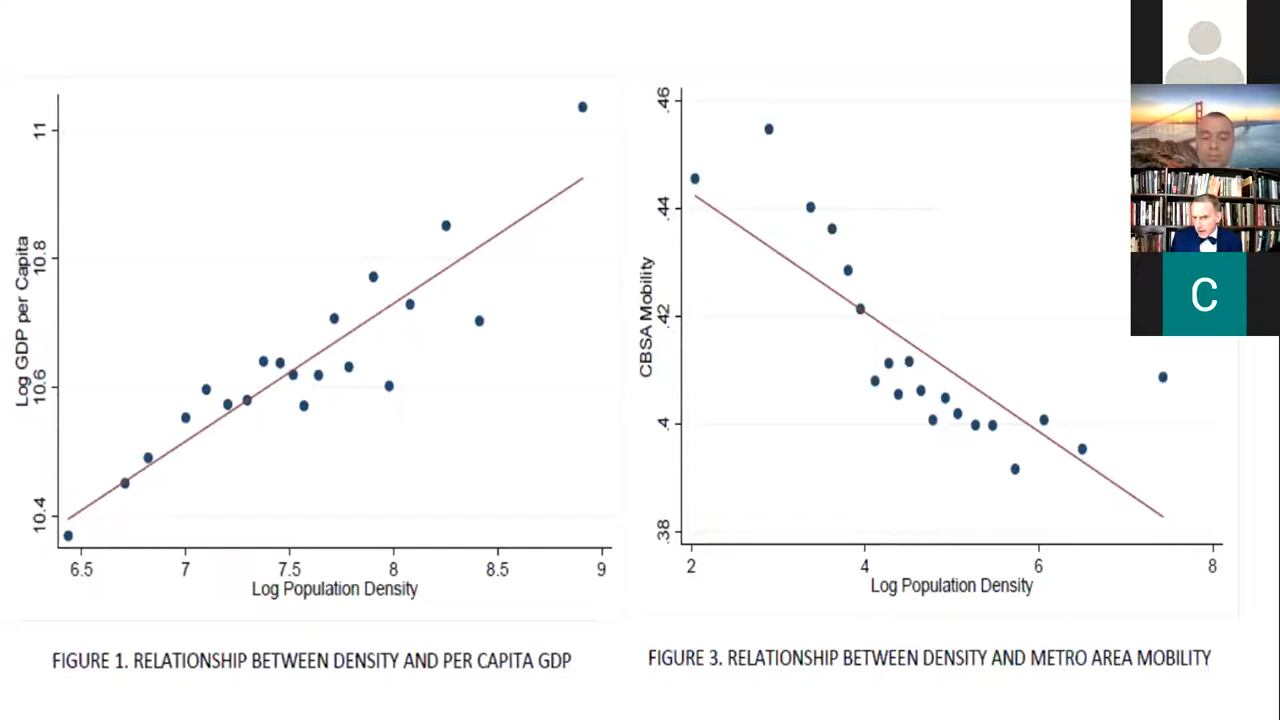 11
10.8
10.6
10.4
Log GDP per Capita
6.5 7 7.5 8 8.5 9
Log Population Density
FIGURE 1. RELATIONSHIP BETWEEN DENSITY AND PER CAPITA GDP
.46
.44
.42
.4
.38
CBSA Mobility
2 4 6 8
Log Population Density
FIGURE 3. RELATIONSHIP BETWEEN DENSITY AND METRO AREA MOBILITY
C